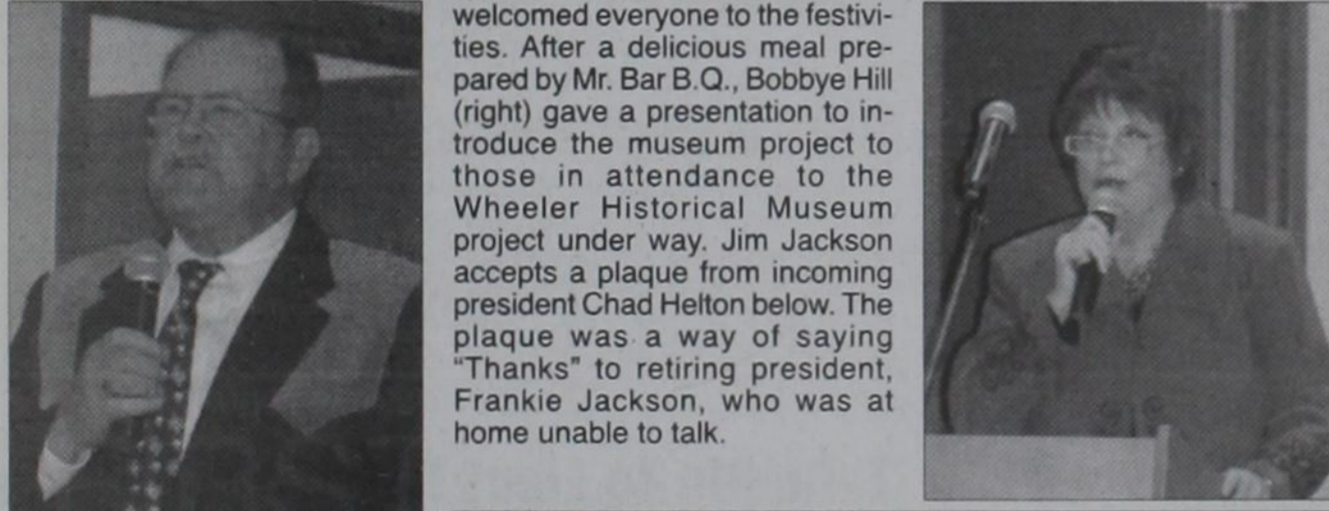 welcomed everyone to the festivi-
ties. After a delicious meal pre-
pared by Mr. Bar B.Q., Bobbye Hill
(right) gave a presentation to in-
troduce the museum project to
those in attendance to the
Wheeler Historical Museum
project under way. Jim Jackson
accepts a plaque from incoming
president Chad Helton below. The
plaque was a way of saying
“Thanks” to retiring president,
Frankie Jackson, who was at
home unable to talk.